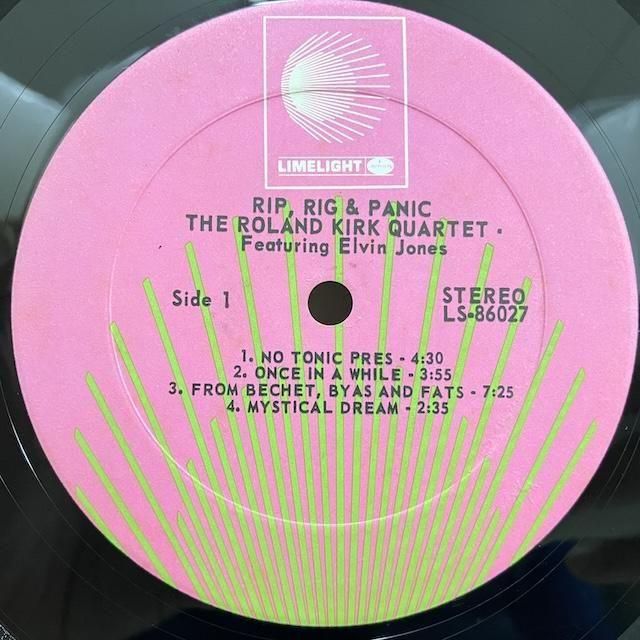 LIMELIGHT
RIP, RIG & PANIC
THE ROLAND KIRK QUARTET •
Featuring Elvin Jones
Side 1
STEREO
LS-86027
1. NO TONIC PRES - 4:30
2. ONCE IN A WHILE - 3:55
3. FROM BECHET, BYAS AND FATS - 7:25
4. MYSTICAL DREAM - 2:35